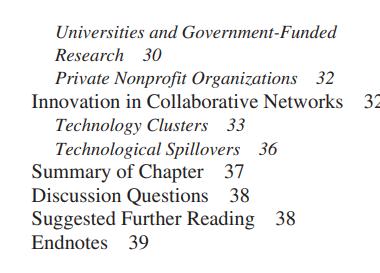 Universities and Government-Funded
Research 30
Private Nonprofit Organizations 32
Innovation in Collaborative Networks 32
Technology Clusters 33
Technological Spillovers 36
Summary of Chapter 37
Discussion Questions 38
Suggested Further Reading 38
Endnotes 39